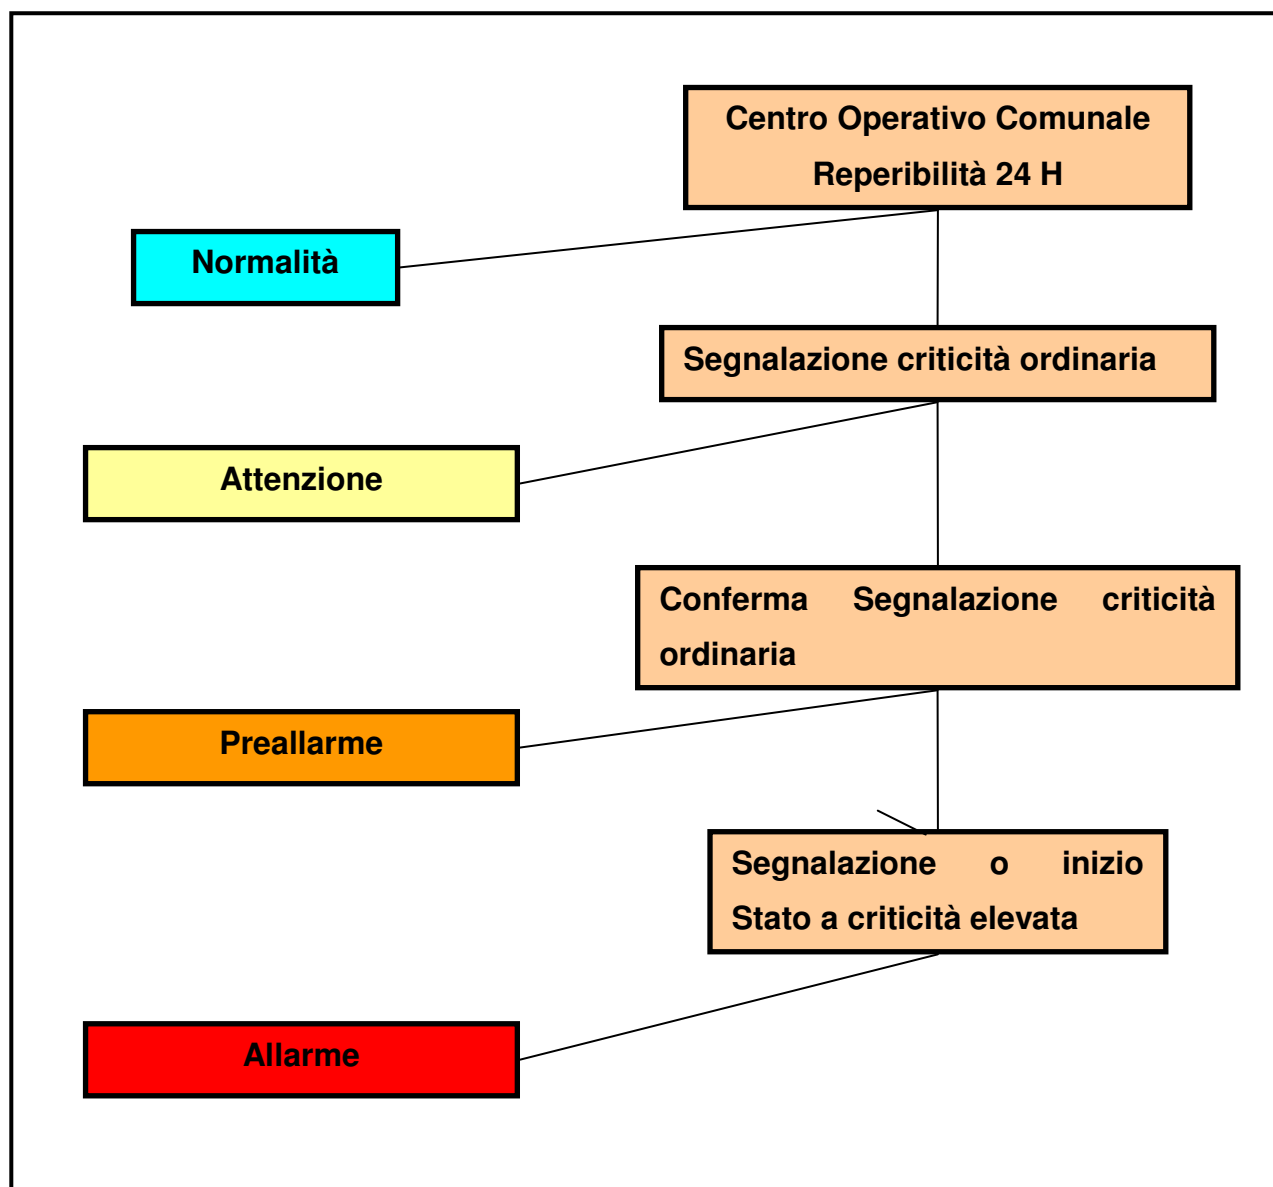 Centro Operativo Comunale
Reperibilità 24 H
Normalità
Segnalazione criticità ordinaria
Attenzione
Conferma Segnalazione criticità
ordinaria
Preallarme
Segnalazione o inizio
Stato a criticità elevata
Allarme